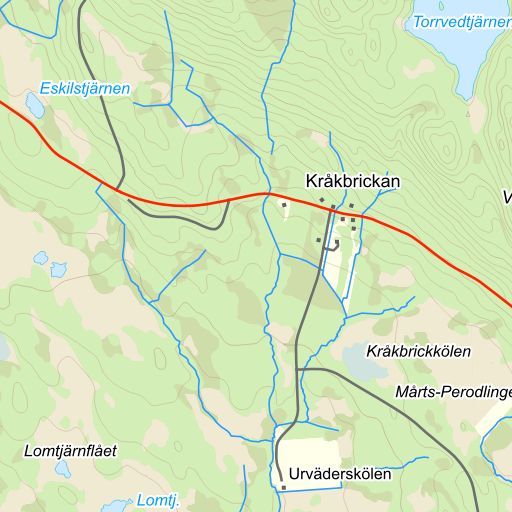 Torrvedtjärnen
Eskilstjärnen
Kråkbrickan
V
Kråkbrickkölen
Mårts-Perodlinge
Lomtjärnflået
Urväderskölen
Lomtj.